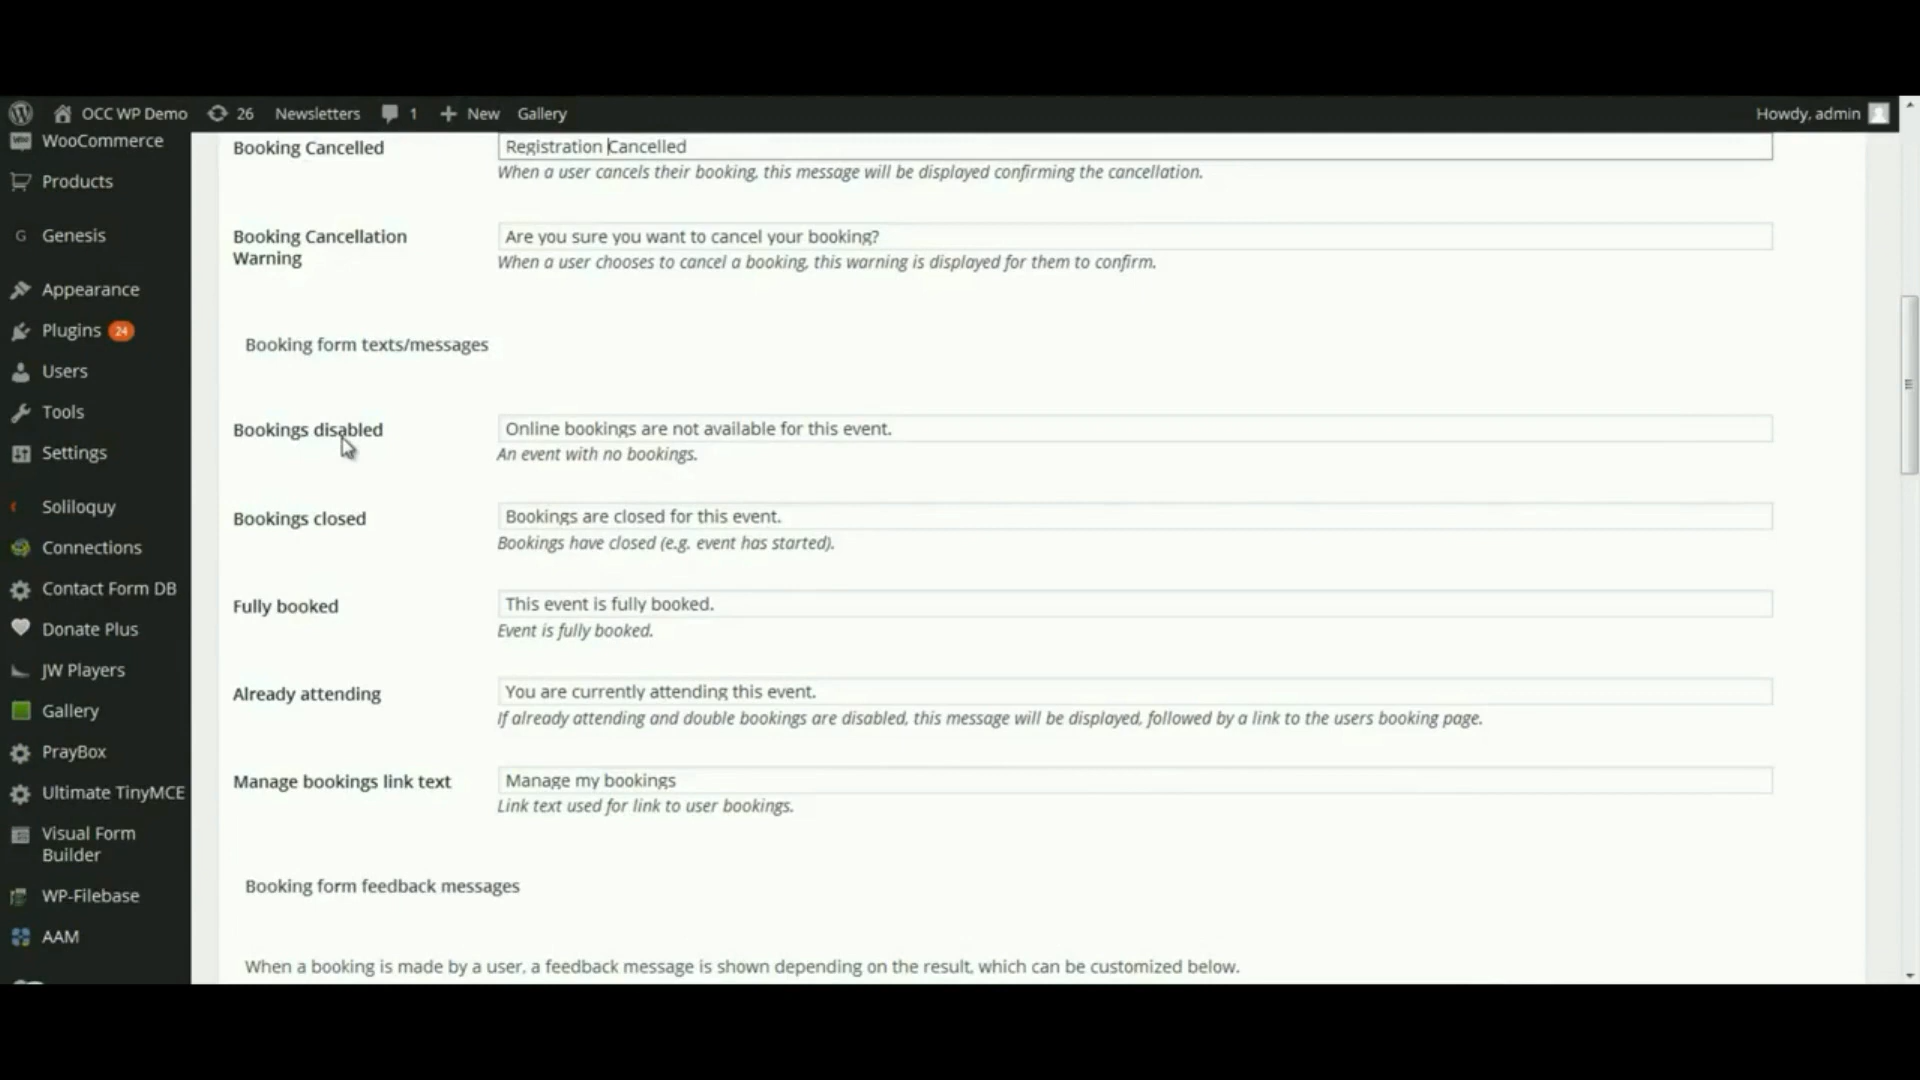 OCC WP Demo 26 Newsletters 1 New Gallery Howdy, admin
WooCommerce
Products
G Genesis
Appearance
Plugins 24
Users
Tools
Settings
Soliloquy
Connections
Contact Form DB
Donate Plus
JW Players
Gallery
PrayBox
Ultimate TinyMCE
Visual Form
Builder
WP-Filebase
AAM
Booking Cancelled
Registration Cancelled
When a user cancels their booking, this message will be displayed confirming the cancellation.
Booking Cancellation
Warning
Are you sure you want to cancel your booking?
When a user chooses to cancel a booking, this warning is displayed for them to confirm.
Booking form texts/messages
Bookings disabled
Online bookings are not available for this event.
An event with no bookings.
Bookings closed
Bookings are closed for this event.
Bookings have closed (e.g. event has started).
Fully booked
This event is fully booked.
Event is fully booked.
Already attending
You are currently attending this event.
If already attending and double bookings are disabled, this message will be displayed, followed by a link to the users booking page.
Manage bookings link text
Manage my bookings
Link text used for link to user bookings.
Booking form feedback messages
When a booking is made by a user, a feedback message is shown depending on the result, which can be customized below.